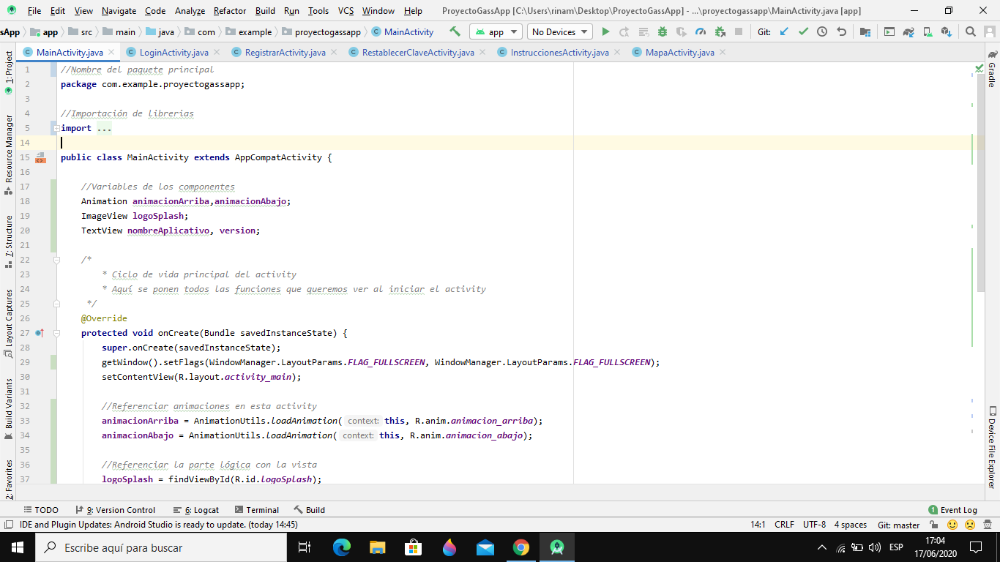 File Edit View Navigate Code Analyze Refactor Build Run Tools VCS Window Help ProyectoGassApp [C:\Users\rinam\Desktop\ProyectoGassApp] - ...\proyectogassapp\MainActivity.java [app]
sApp app src main java com example proyectogassapp MainActivity app No Devices Git:
MainActivity.java LoginActivity.java RegistrarActivity.java RestablecerClaveActivity.java InstruccionesActivity.java MapaActivity.java
1: Project
Resource Manager
7: Structure
Layout Captures
Build Variants
2: Favorites
1 //Nombre del paquete principal
2 package com.example.proyectogassapp;
3
4 //Importación de librerias
5 import ...
14
15 public class MainActivity extends AppCompatActivity {
16
17 //Variables de los componentes
18 Animation animacionArriba,animacionAbajo;
19 ImageView logoSplash;
20 TextView nombreAplicativo, version;
21
22 /*
23 * Ciclo de vida principal del activity
24 * Aquí se ponen todos las funciones que queremos ver al iniciar el activity
25 */
26 @Override
27 protected void onCreate(Bundle savedInstanceState) {
28 super.onCreate(savedInstanceState);
29 getWindow().setFlags(WindowManager.LayoutParams.FLAG_FULLSCREEN, WindowManager.LayoutParams.FLAG_FULLSCREEN);
30 setContentView(R.layout.activity_main);
31
32 //Referenciar animaciones en esta activity
33 animacionArriba = AnimationUtils.loadAnimation( context: this, R.anim.animacion_arriba);
34 animacionAbajo = AnimationUtils.loadAnimation( context: this, R.anim.animacion_abajo);
35
36 //Referenciar la parte lógica con la vista
37 logoSplash = findViewById(R.id.logoSplash);
Gradle
Device File Explorer
TODO 9: Version Control 6: Logcat Terminal Build 1 Event Log
IDE and Plugin Updates: Android Studio is ready to update. (today 14:45) 14:1 CRLF UTF-8 4 spaces Git: master
Escribe aquí para buscar ESP 17:04
17/06/2020